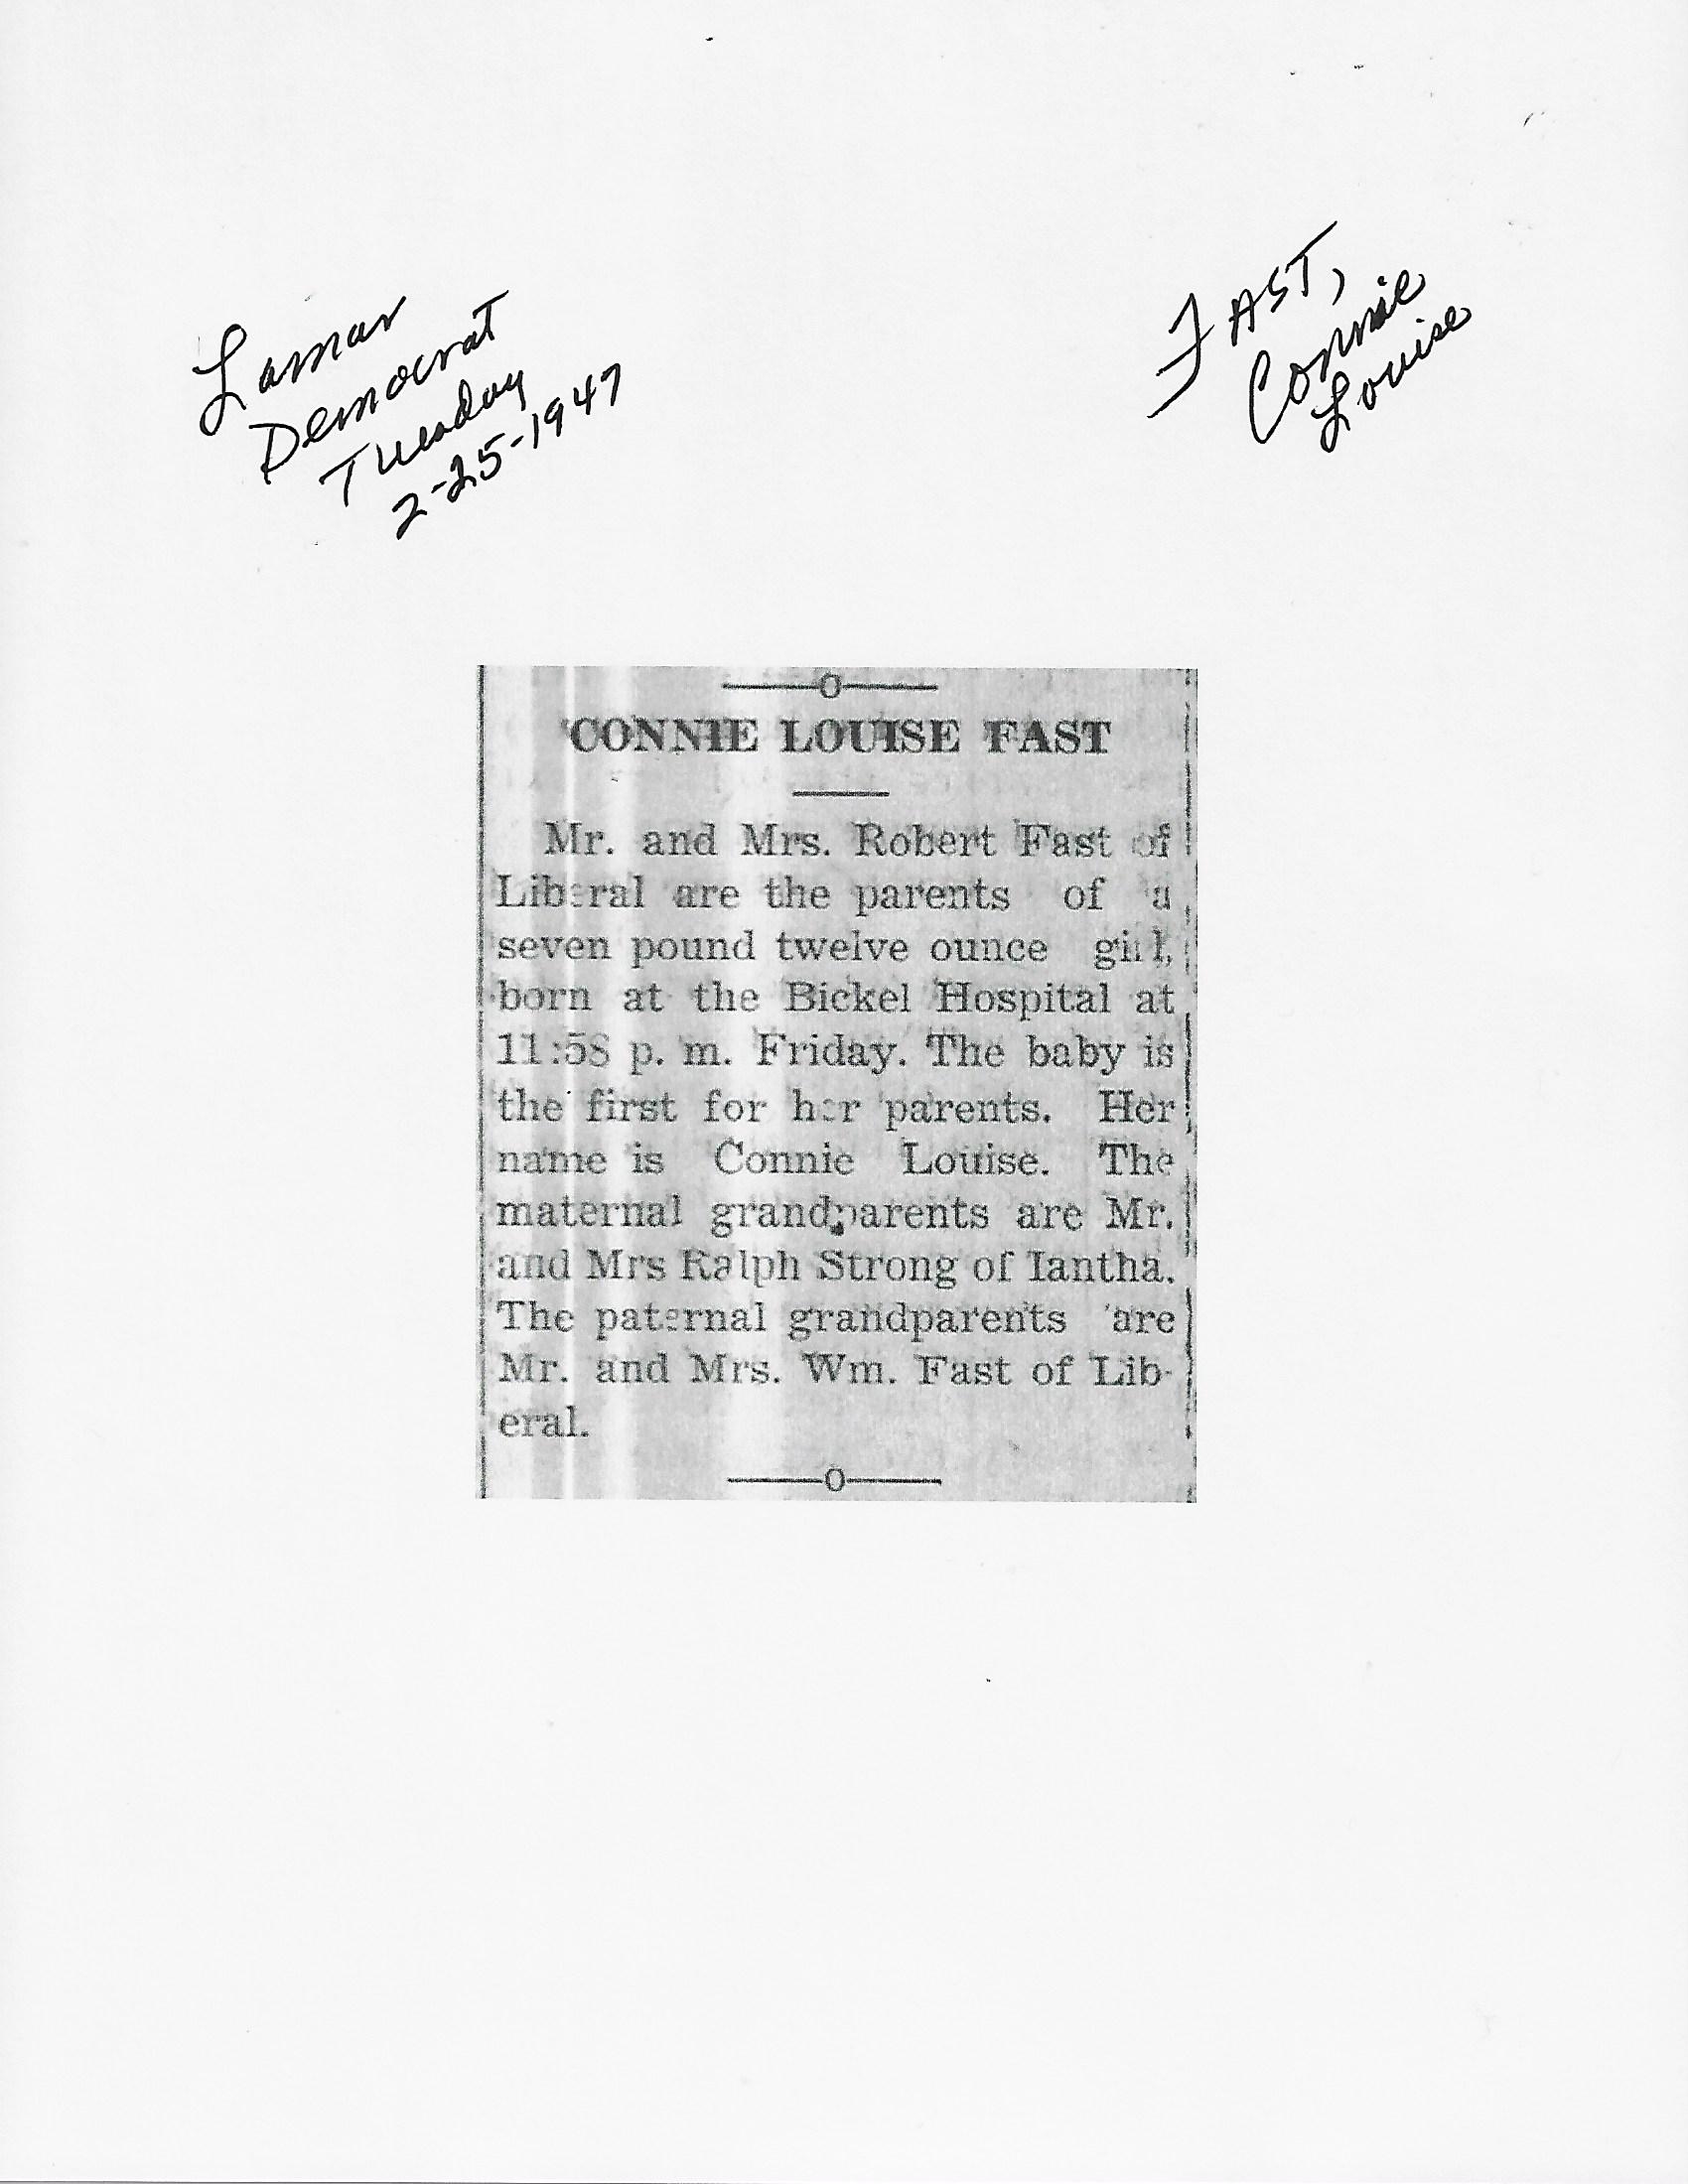 Lamar
Democrat
Tuesday
2-25-1947
FAST,
Connie
Louise
CONNIE LOUISE FAST
Mr. and Mrs. Robert Fast of
Liberal are the parents of a
seven pound twelve ounce girl,
born at the Bickel Hospital at
11:58 p. m. Friday. The baby is
the first for her parents. Her
name is Connie Louise. The
maternal grandparents are Mr.
and Mrs Ralph Strong of Iantha.
The paternal grandparents are
Mr. and Mrs. Wm. Fast of Lib-
eral.